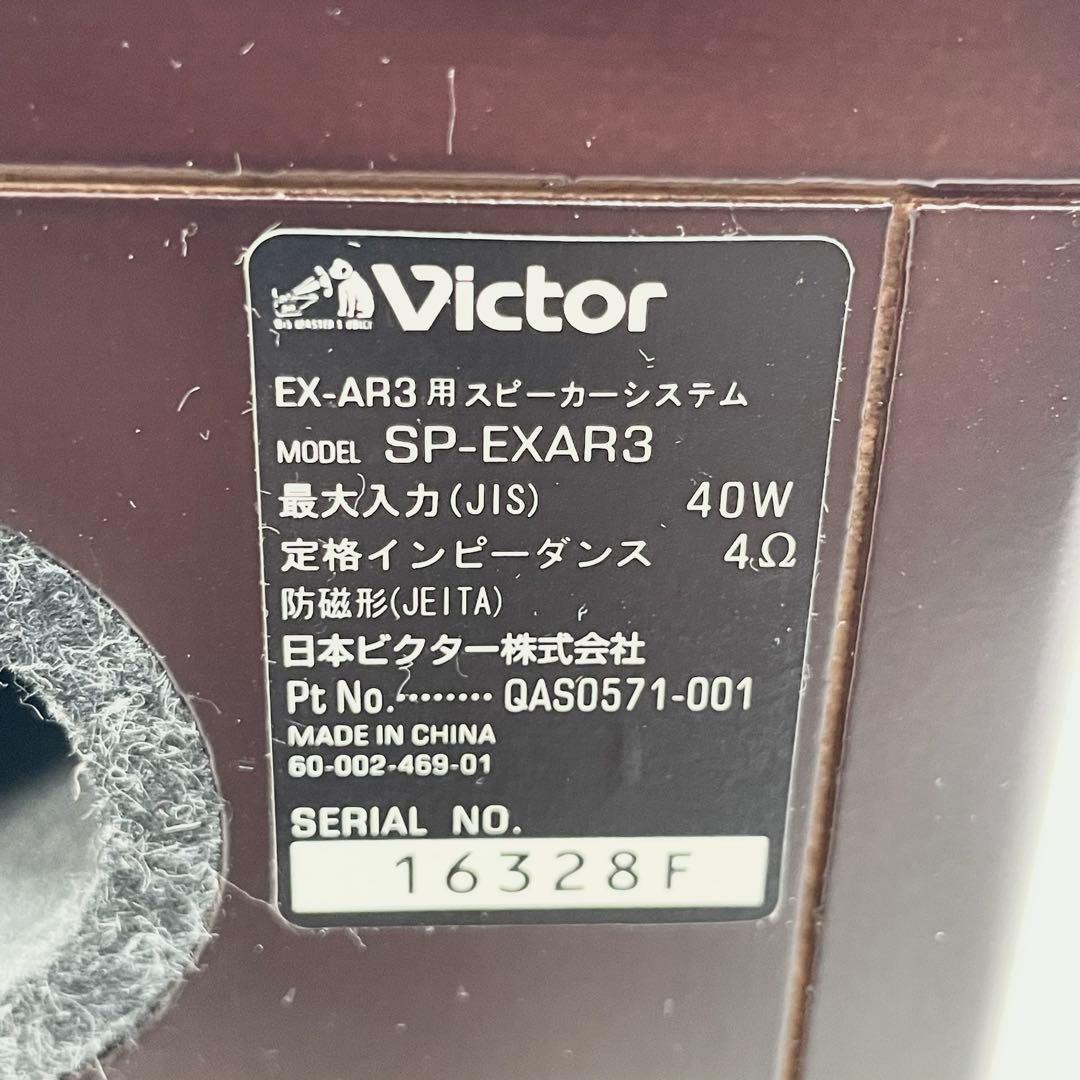 HIS MASTER'S VOICE
Victor
EX-AR3用スピーカーシステム
MODEL SP-EXAR3
最大入力(JIS) 40W
定格インピーダンス 4Ω
防磁形(JEITA)
日本ビクター株式会社
Pt No.········ QAS0571-001
MADE IN CHINA
60-002-469-01
SERIAL NO.
16328F